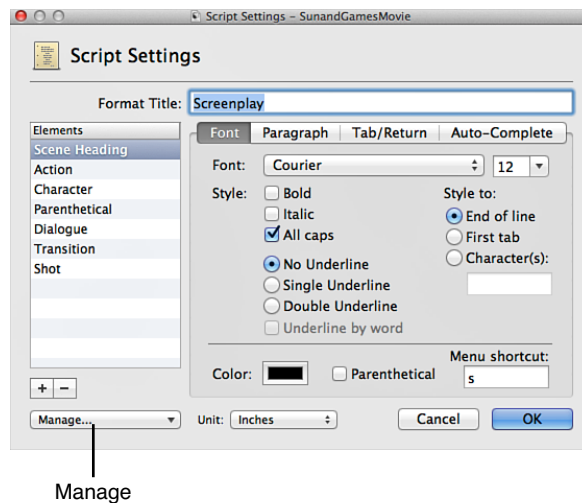 Script Settings – SunandGamesMovie
Script Settings
Format Title: Screenplay
Elements
Scene Heading
Action
Character
Parenthetical
Dialogue
Transition
Shot
+ −
Manage...
Font Paragraph Tab/Return Auto-Complete
Font: Courier 12
Style: Bold
Italic
All caps
No Underline
Single Underline
Double Underline
Underline by word
Style to:
End of line
First tab
Character(s):
Color: Parenthetical
Menu shortcut:
s
Unit: Inches
Cancel OK
Manage